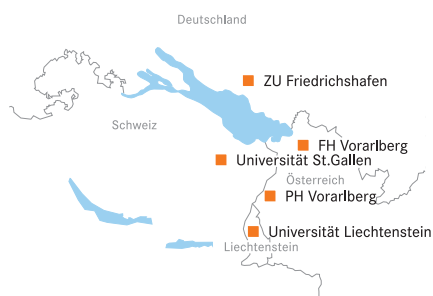 Deutschland
ZU Friedrichshafen
Schweiz
FH Vorarlberg
Universität St.Gallen
Österreich
PH Vorarlberg
Universität Liechtenstein
Liechtenstein